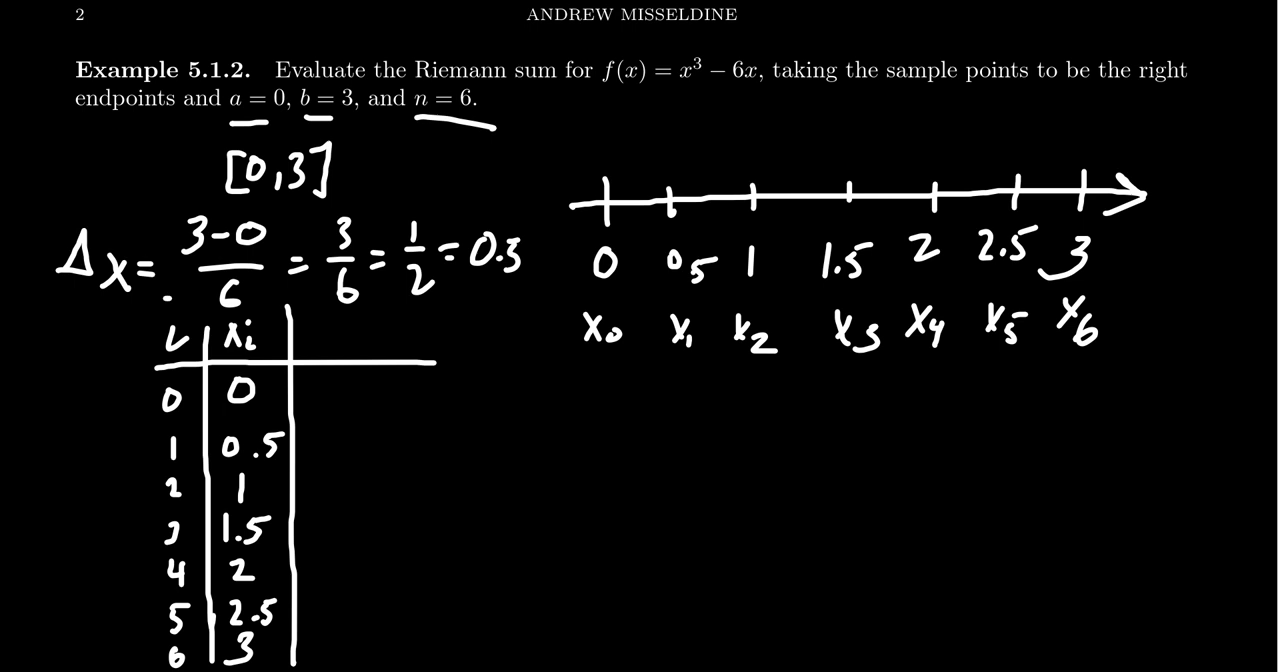 2 ANDREW MISSELDINE
Example 5.1.2. Evaluate the Riemann sum for f(x) = x³ − 6x, taking the sample points to be the right
endpoints and a = 0, b = 3, and n = 6.
[0,3]
Δx = (3-0)/6 = 3/6 = 1/2 = 0.5
0 0.5 1 1.5 2 2.5 3
x₀ x₁ x₂ x₃ x₄ x₅ x₆
i xᵢ
0 0
1 0.5
2 1
3 1.5
4 2
5 2.5
6 3